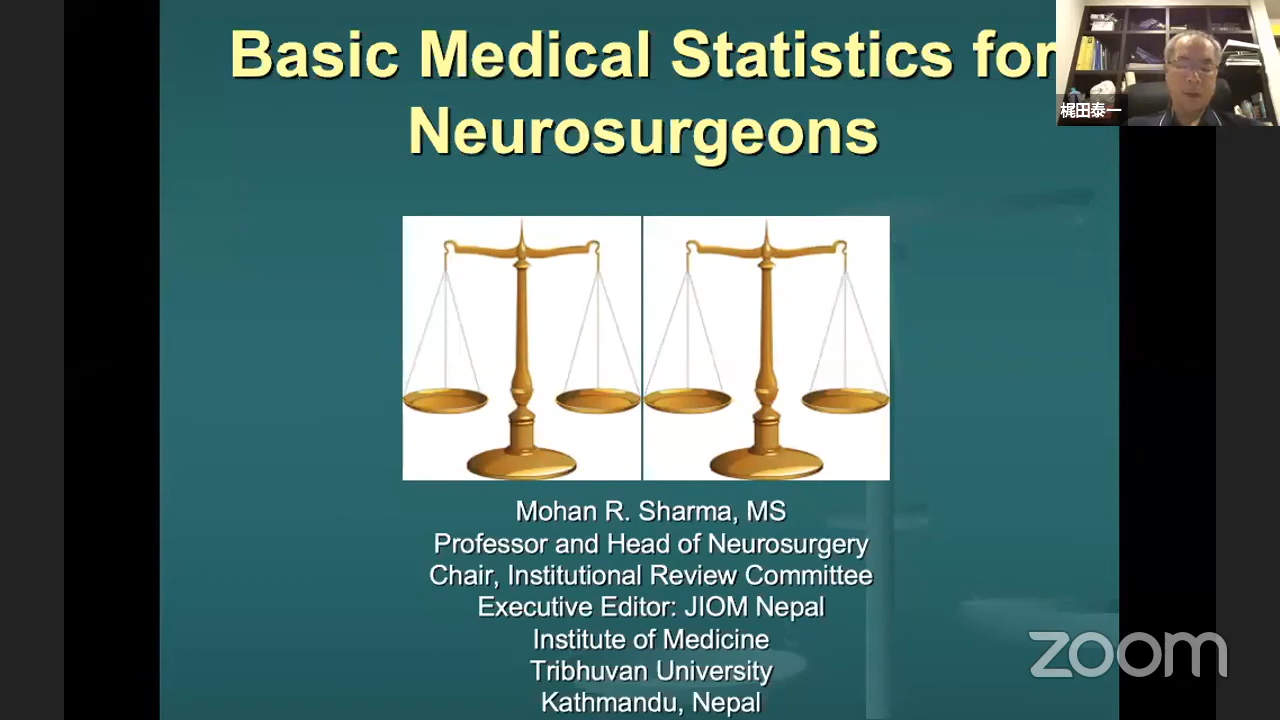 Basic Medical Statistics for
Neurosurgeons
梶田泰一
Mohan R. Sharma, MS
Professor and Head of Neurosurgery
Chair, Institutional Review Committee
Executive Editor: JIOM Nepal
Institute of Medicine
Tribhuvan University
Kathmandu, Nepal
zoom